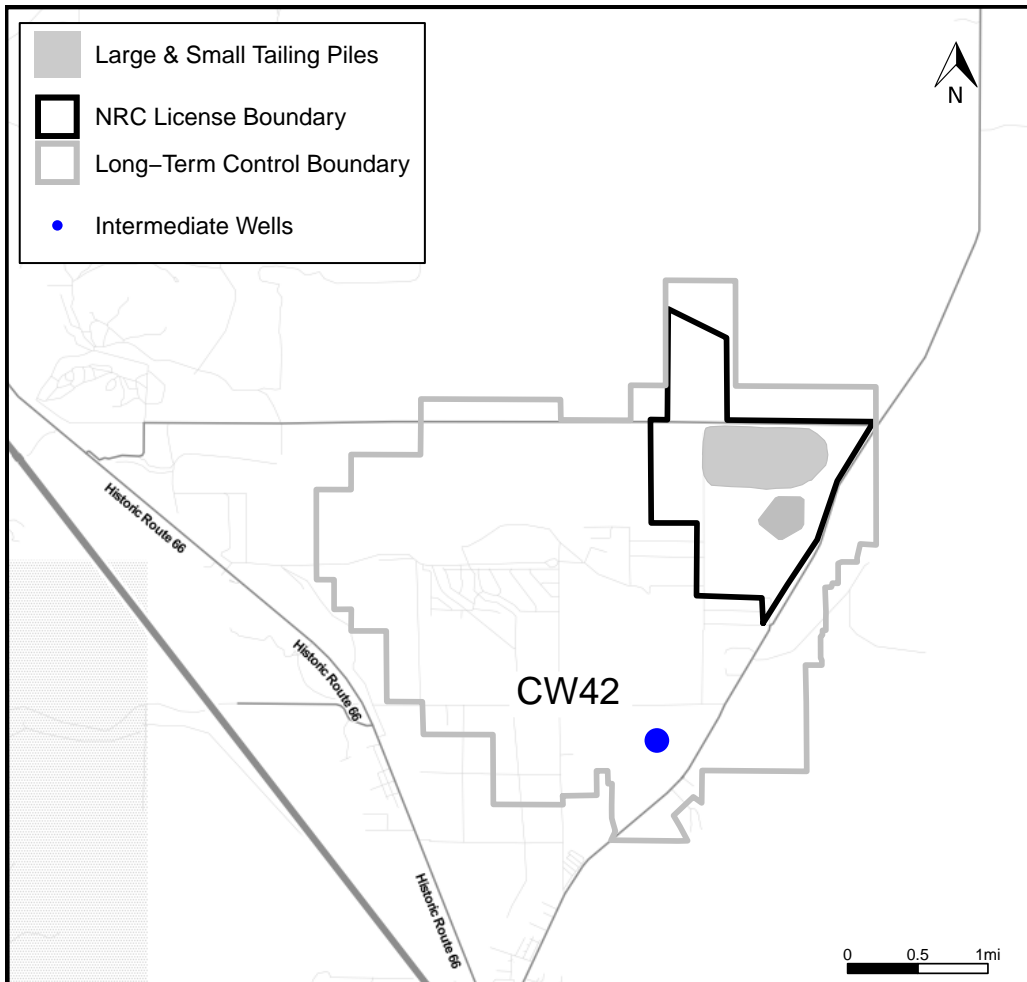 Large & Small Tailing Piles
NRC License Boundary
Long−Term Control Boundary
Intermediate Wells
N
Historic Route 66
Historic Route 66
CW42
Historic Route 66
0 0.5 1mi